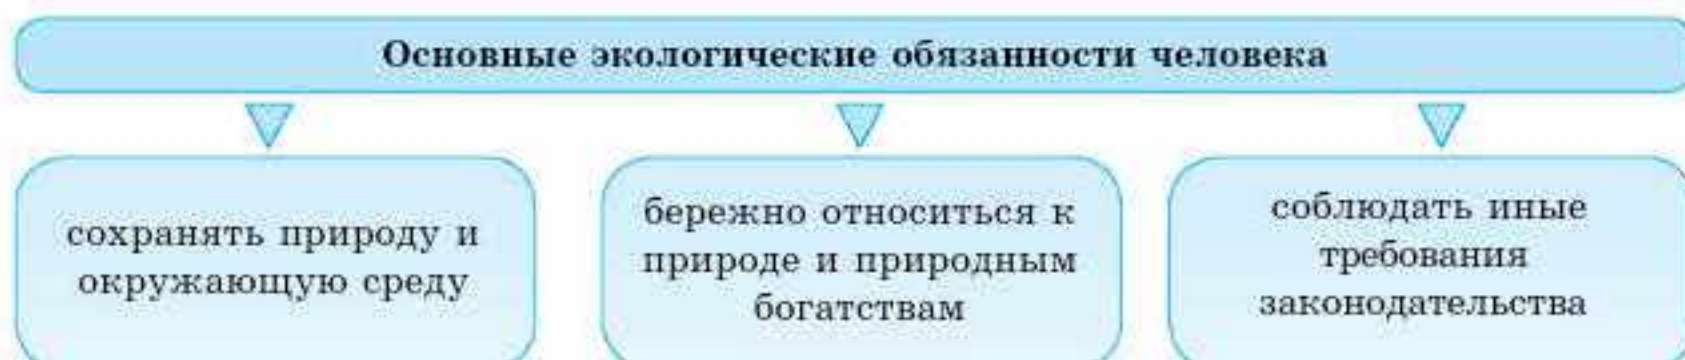 Основные экологические обязанности человека
сохранять природу и
окружающую среду
бережно относиться к
природе и природным
богатствам
соблюдать иные
требования
законодательства